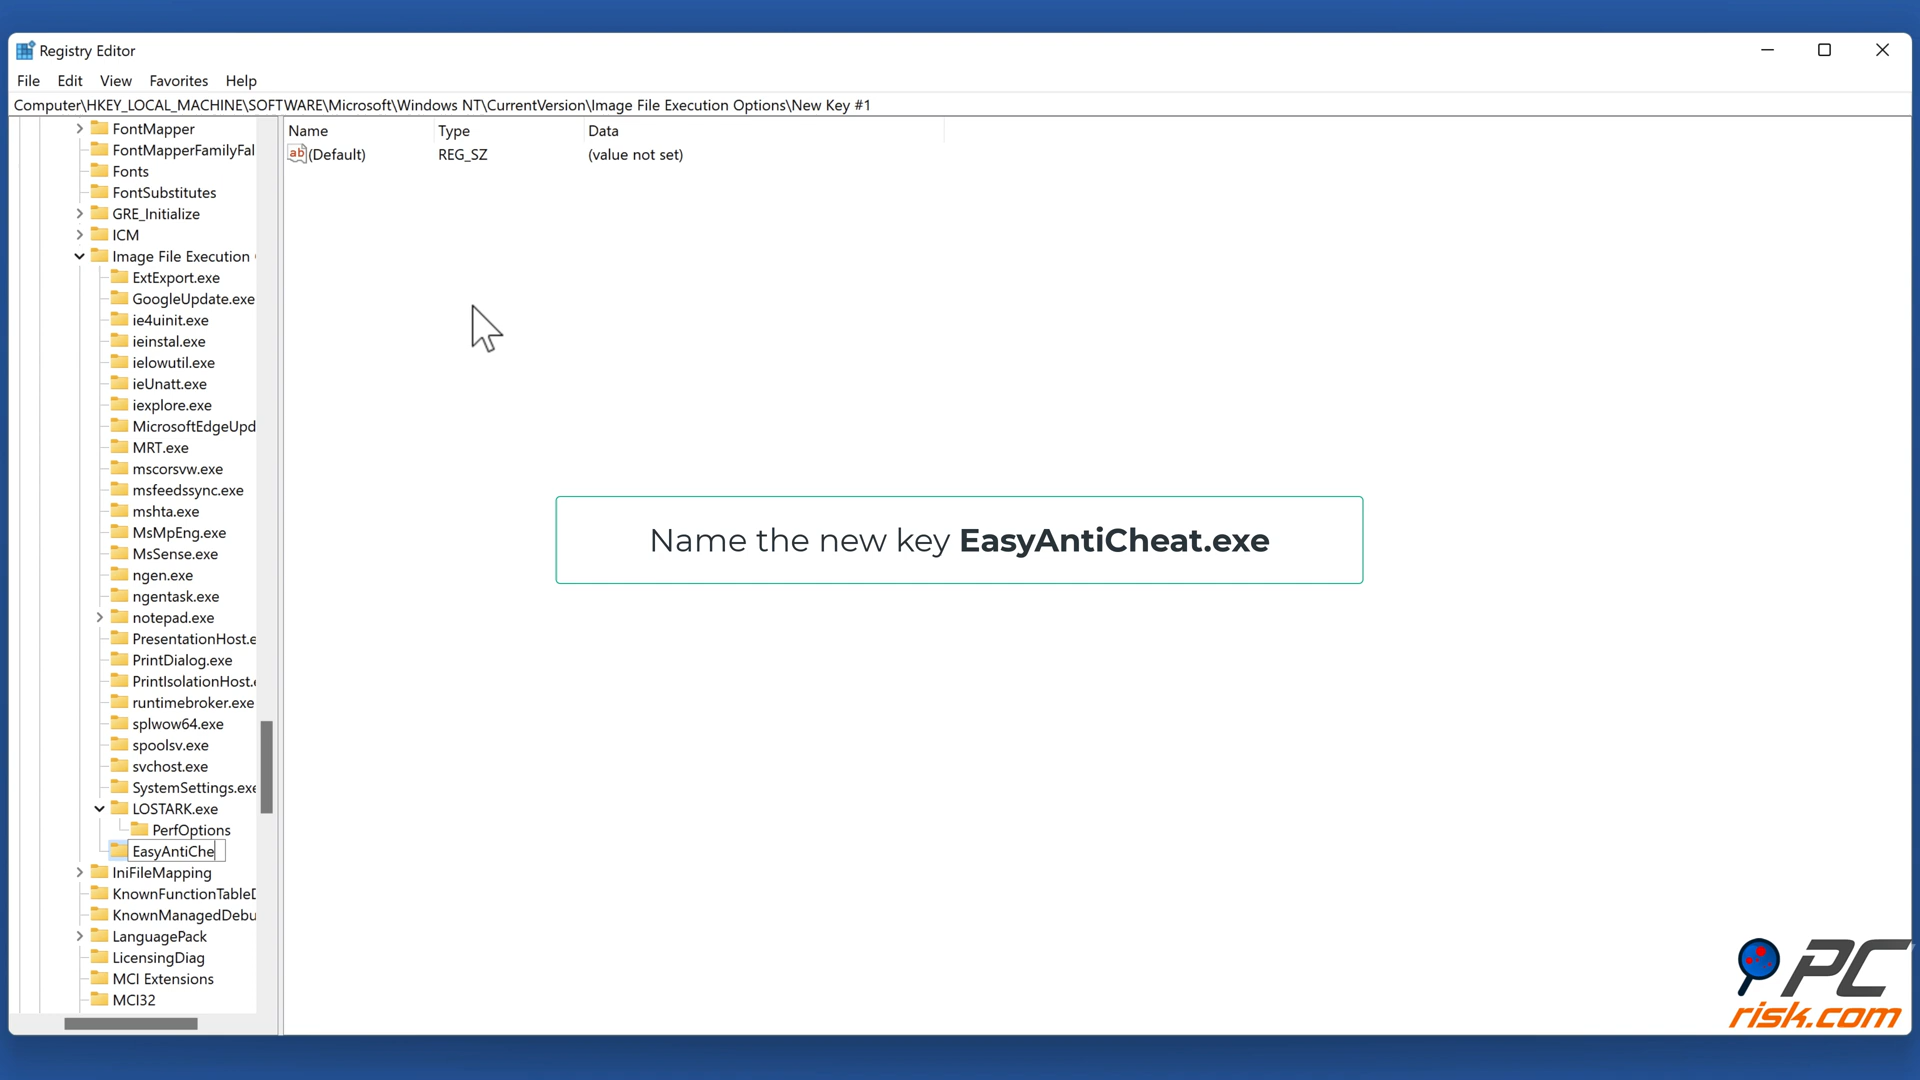 Registry Editor
File Edit View Favorites Help
Computer\HKEY_LOCAL_MACHINE\SOFTWARE\Microsoft\Windows NT\CurrentVersion\Image File Execution Options\New Key #1
Name Type Data
ab (Default) REG_SZ (value not set)
FontMapper
FontMapperFamilyFal
Fonts
FontSubstitutes
GRE_Initialize
ICM
Image File Execution
ExtExport.exe
GoogleUpdate.exe
ie4uinit.exe
ieinstal.exe
ielowutil.exe
ieUnatt.exe
iexplore.exe
MicrosoftEdgeUpd
MRT.exe
mscorsvw.exe
msfeedssync.exe
mshta.exe
MsMpEng.exe
MsSense.exe
ngen.exe
ngentask.exe
notepad.exe
PresentationHost.e
PrintDialog.exe
PrintIsolationHost.
runtimebroker.exe
splwow64.exe
spoolsv.exe
svchost.exe
SystemSettings.exe
LOSTARK.exe
PerfOptions
EasyAntiChe
IniFileMapping
KnownFunctionTableD
KnownManagedDebu
LanguagePack
LicensingDiag
MCI Extensions
MCI32
Name the new key EasyAntiCheat.exe
PC
risk.com